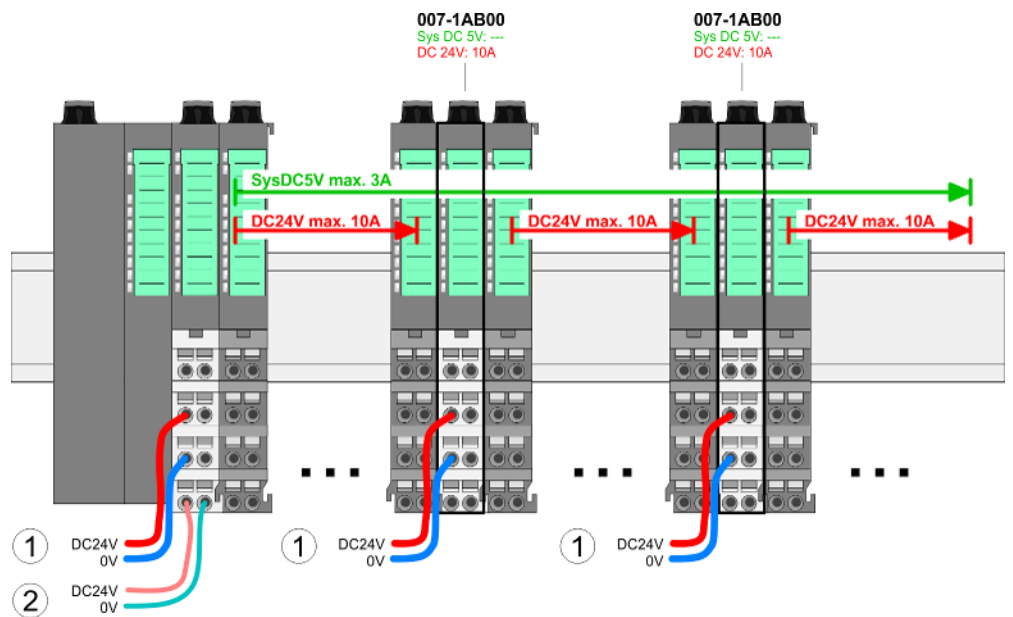 007-1AB00
Sys DC 5V: ---
DC 24V: 10A
007-1AB00
Sys DC 5V: ---
DC 24V: 10A
SysDC5V max. 3A
DC24V max. 10A
DC24V max. 10A
DC24V max. 10A
1
DC24V
0V
1
DC24V
0V
1
DC24V
0V
2
DC24V
0V